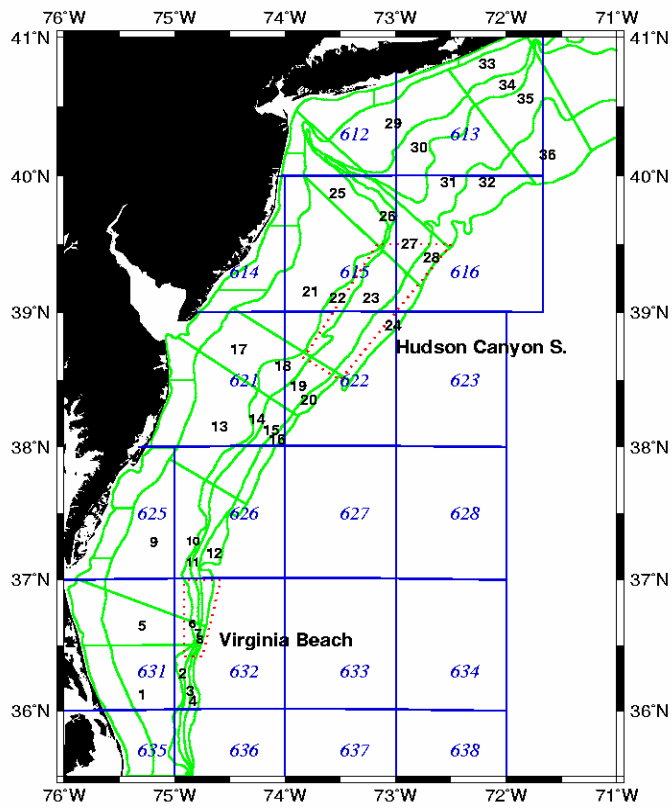 76°W 75°W 74°W 73°W 72°W 71°W
41°N 41°N
33
34
35
29
612 613
30 36
40°N 40°N
31 32
25
26
27
28
614 615 616
21 22 23
39°N 39°N
24
Hudson Canyon S.
17
18
621 622 623
19
20
14
13 15
16
38°N 38°N
625 626 627 628
9 10
12
11
37°N 37°N
5 6
7
8
Virginia Beach
631 2 632 633 634
1 3
4
36°N 36°N
635 636 637 638
76°W 75°W 74°W 73°W 72°W 71°W